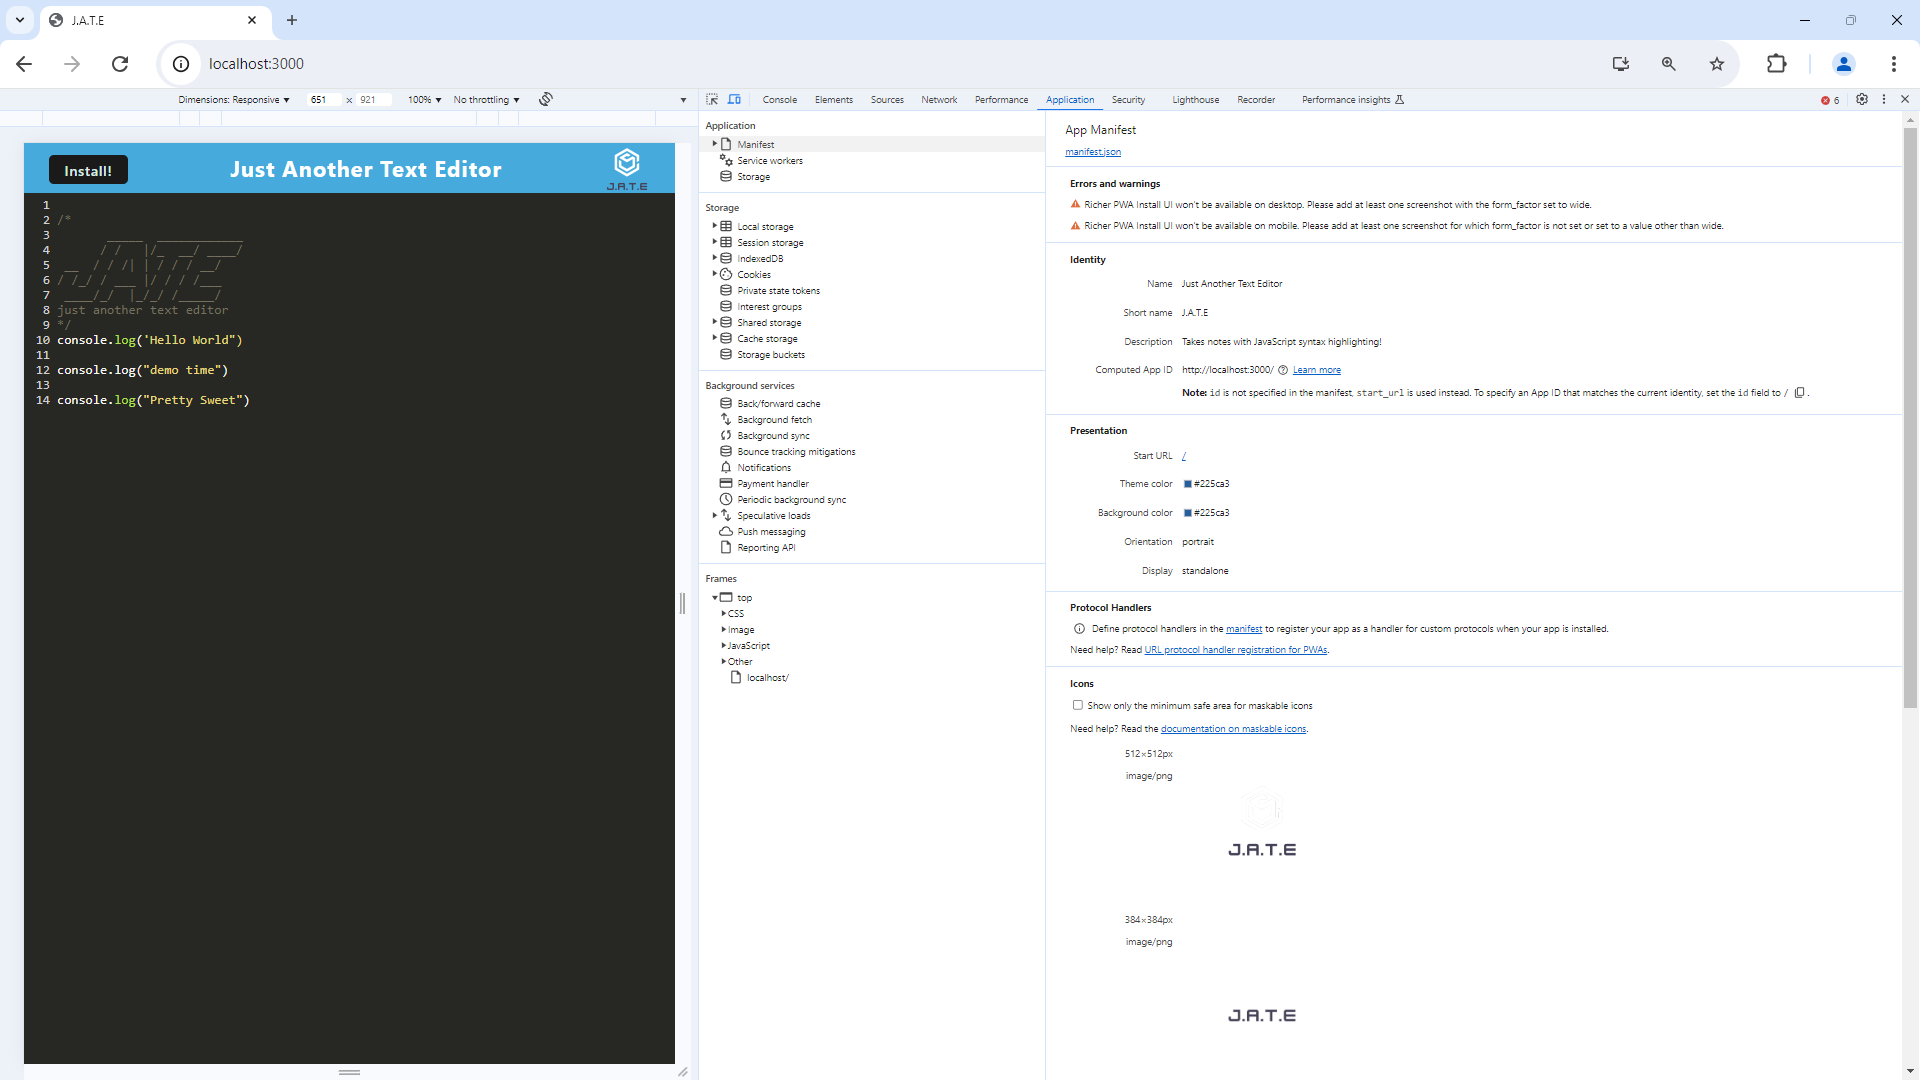 J.A.T.E
localhost:3000
Dimensions: Responsive 651 × 921 100% No throttling
Console Elements Sources Network Performance Application Security Lighthouse Recorder Performance insights 6
Install! Just Another Text Editor J.A.T.E
1
2 /*
3 _____ ____________
4 / / |/_ __/ ____/
5 __ / / /| | / / / __/
6 / /_/ / ___ |/ / / /___
7 ____/_/ |_/_/ /_____/
8 just another text editor
9 */
10 console.log('Hello World")
11
12 console.log("demo time")
13
14 console.log("Pretty Sweet")
Application
Manifest
Service workers
Storage
Storage
Local storage
Session storage
IndexedDB
Cookies
Private state tokens
Interest groups
Shared storage
Cache storage
Storage buckets
Background services
Back/forward cache
Background fetch
Background sync
Bounce tracking mitigations
Notifications
Payment handler
Periodic background sync
Speculative loads
Push messaging
Reporting API
Frames
top
CSS
Image
JavaScript
Other
localhost/
App Manifest
manifest.json
Errors and warnings
Richer PWA Install UI won't be available on desktop. Please add at least one screenshot with the form_factor set to wide.
Richer PWA Install UI won't be available on mobile. Please add at least one screenshot for which form_factor is not set or set to a value other than wide.
Identity
Name Just Another Text Editor
Short name J.A.T.E
Description Takes notes with JavaScript syntax highlighting!
Computed App ID http://localhost:3000/ Learn more
Note: id is not specified in the manifest, start_url is used instead. To specify an App ID that matches the current identity, set the id field to / .
Presentation
Start URL /
Theme color #225ca3
Background color #225ca3
Orientation portrait
Display standalone
Protocol Handlers
Define protocol handlers in the manifest to register your app as a handler for custom protocols when your app is installed.
Need help? Read URL protocol handler registration for PWAs.
Icons
Show only the minimum safe area for maskable icons
Need help? Read the documentation on maskable icons.
512×512px
image/png
J.A.T.E
384×384px
image/png
J.A.T.E